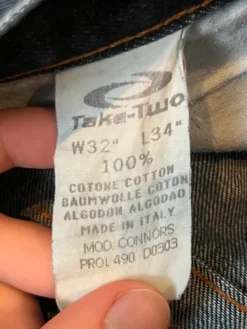 Take-Two
W32" L34"
100%
COTONE COTTON
BAUMWOLLE COTON
ALGODON ALGODAO
MADE IN ITALY
MOD. CONNORS
PROL 490 D0303